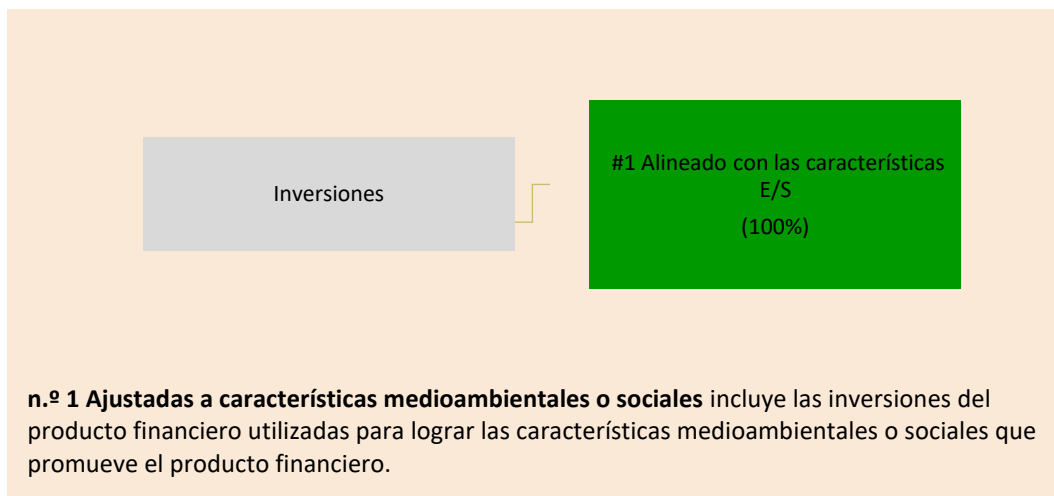 Inversiones
#1 Alineado con las características
E/S
(100%)
n.º 1 Ajustadas a características medioambientales o sociales incluye las inversiones del
producto financiero utilizadas para lograr las características medioambientales o sociales que
promueve el producto financiero.